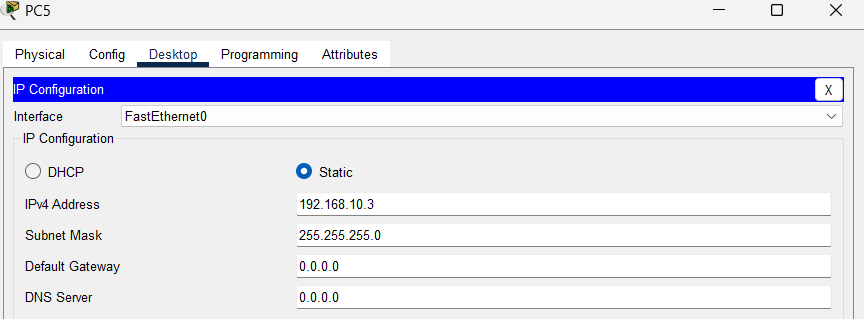 PC5
Physical Config Desktop Programming Attributes
IP Configuration X
Interface FastEthernet0
IP Configuration
DHCP Static
IPv4 Address 192.168.10.3
Subnet Mask 255.255.255.0
Default Gateway 0.0.0.0
DNS Server 0.0.0.0